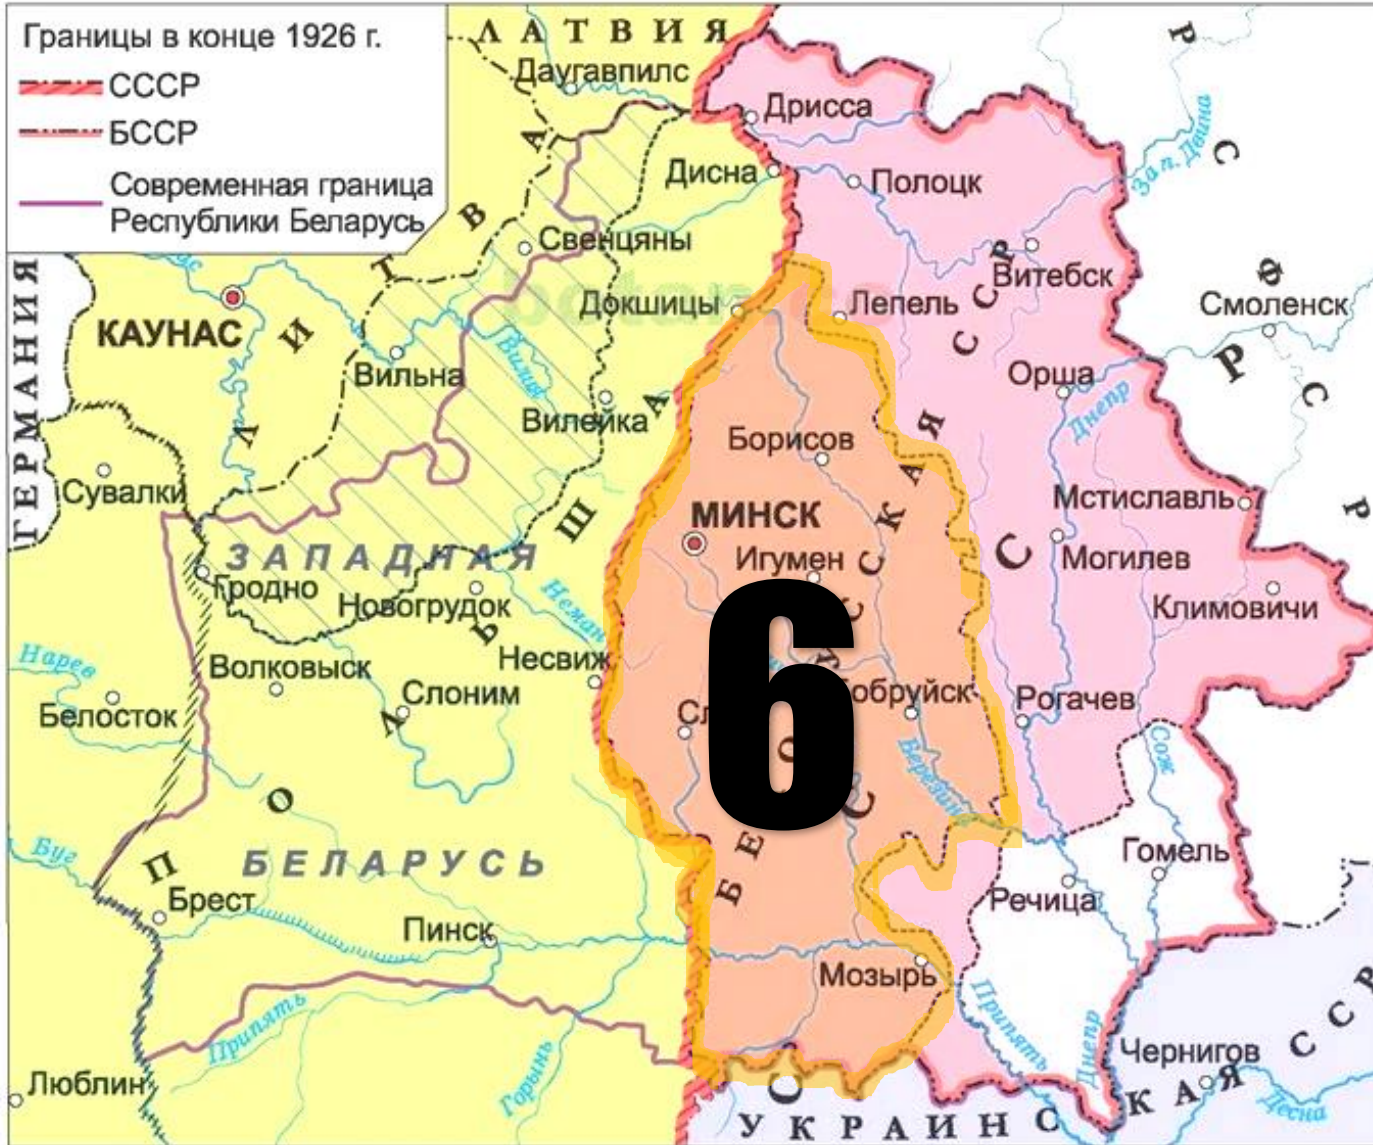 Границы в конце 1926 г.
СССР
БССР
Современная граница
Республики Беларусь
ЛАТВИЯ
Даугавпилс
Дрисса
Дисна
Полоцк
Зап. Двина
РСФСР
ЛИТВА
Свенцяны
Витебск
Докшицы
Лепель
Смоленск
ГЕРМАНИЯ
КАУНАС
Вильна
Вилия
Вилейка
Орша
Днепр
Борисов
Сувалки
МИНСК
Мстиславль
Игумен
Могилев
ЗАПАДНАЯ
Гродно
Новогрудок
Неман
Климовичи
Нарев
Волковыск
Несвиж
Слоним
Белосток
6
Рогачев
Березина
Сож
ПОЛЬША
Буг
БЕЛАРУСЬ
Гомель
Речица
Брест
Пинск
Мозырь
Припять
Припять
Днепр
Горынь
Люблин
Чернигов
Десна
УКРАИНСКАЯ ССР
ССР